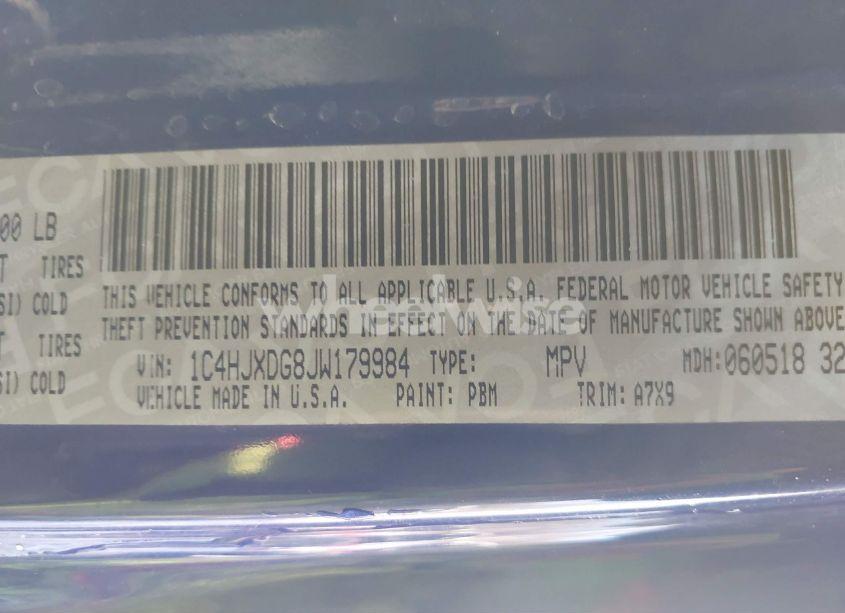 00 LB
T TIRES
SI) COLD
T TIRES
SI) COLD
THIS VEHICLE CONFORMS TO ALL APPLICABLE U.S.A. FEDERAL MOTOR VEHICLE SAFETY
THEFT PREVENTION STANDARDS IN EFFECT ON THE DATE OF MANUFACTURE SHOWN ABOVE
VIN: 1C4HJXDG8JW179984 TYPE: MPV MDH:060518 32
VEHICLE MADE IN U.S.A. PAINT: PBM TRIM: A7X9